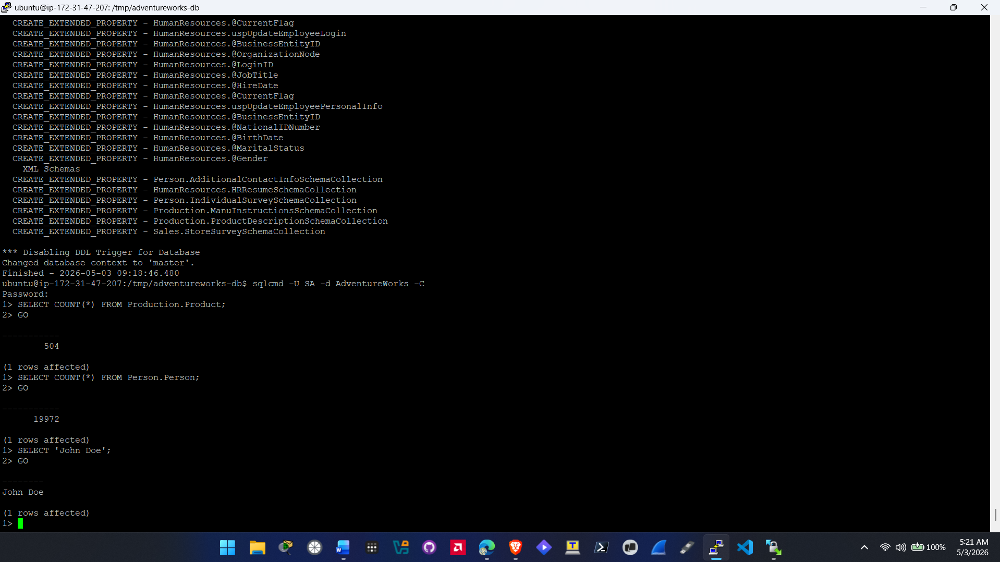 ubuntu@ip-172-31-47-207: /tmp/adventureworks-db
CREATE_EXTENDED_PROPERTY - HumanResources.@CurrentFlag
CREATE_EXTENDED_PROPERTY - HumanResources.uspUpdateEmployeeLogin
CREATE_EXTENDED_PROPERTY - HumanResources.@BusinessEntityID
CREATE_EXTENDED_PROPERTY - HumanResources.@OrganizationNode
CREATE_EXTENDED_PROPERTY - HumanResources.@LoginID
CREATE_EXTENDED_PROPERTY - HumanResources.@JobTitle
CREATE_EXTENDED_PROPERTY - HumanResources.@HireDate
CREATE_EXTENDED_PROPERTY - HumanResources.@CurrentFlag
CREATE_EXTENDED_PROPERTY - HumanResources.uspUpdateEmployeePersonalInfo
CREATE_EXTENDED_PROPERTY - HumanResources.@BusinessEntityID
CREATE_EXTENDED_PROPERTY - HumanResources.@NationalIDNumber
CREATE_EXTENDED_PROPERTY - HumanResources.@BirthDate
CREATE_EXTENDED_PROPERTY - HumanResources.@MaritalStatus
CREATE_EXTENDED_PROPERTY - HumanResources.@Gender
XML Schemas
CREATE_EXTENDED_PROPERTY - Person.AdditionalContactInfoSchemaCollection
CREATE_EXTENDED_PROPERTY - HumanResources.HRResumeSchemaCollection
CREATE_EXTENDED_PROPERTY - Person.IndividualSurveySchemaCollection
CREATE_EXTENDED_PROPERTY - Production.ManuInstructionsSchemaCollection
CREATE_EXTENDED_PROPERTY - Production.ProductDescriptionSchemaCollection
CREATE_EXTENDED_PROPERTY - Sales.StoreSurveySchemaCollection
*** Disabling DDL Trigger for Database
Changed database context to 'master'.
Finished - 2026-05-03 09:18:46.480
ubuntu@ip-172-31-47-207:/tmp/adventureworks-db$ sqlcmd -U SA -d AdventureWorks -C
Password:
1> SELECT COUNT(*) FROM Production.Product;
2> GO
-----------
504
(1 rows affected)
1> SELECT COUNT(*) FROM Person.Person;
2> GO
-----------
19972
(1 rows affected)
1> SELECT 'John Doe';
2> GO
--------
John Doe
(1 rows affected)
1>
100%
5:21 AM
5/3/2026